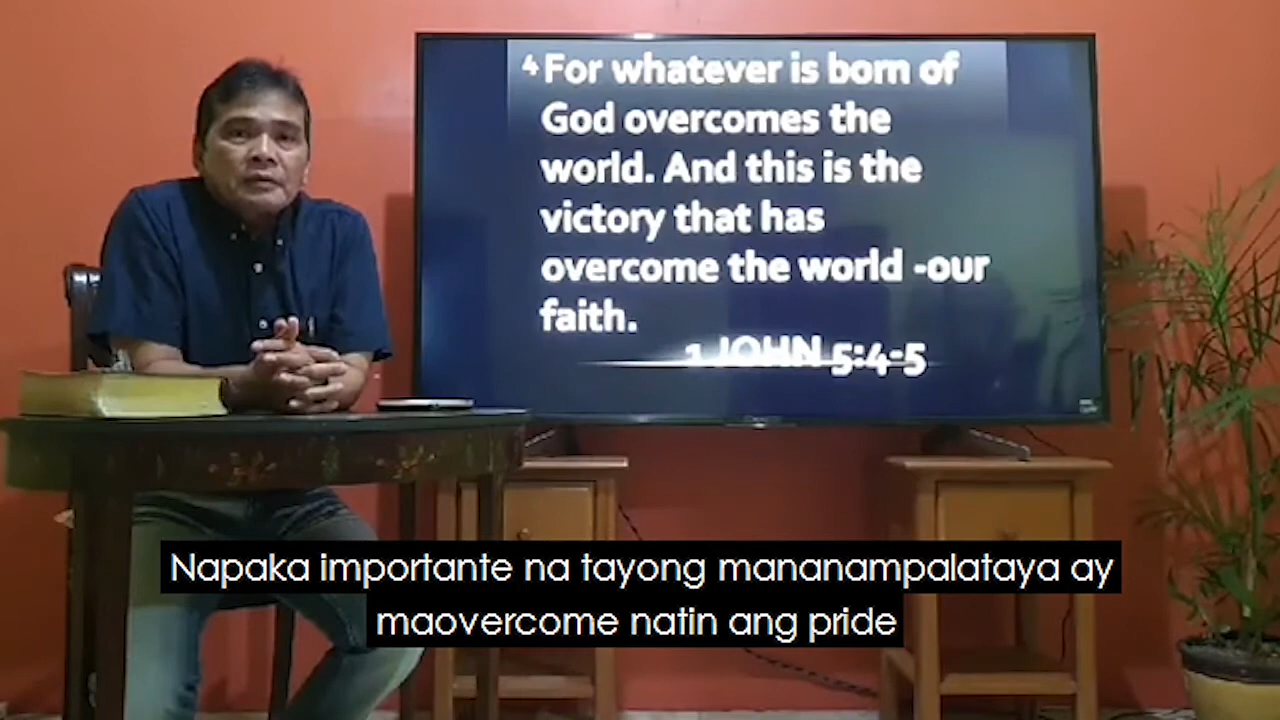 4 For whatever is born of
God overcomes the
world. And this is the
victory that has
overcome the world -our
faith.
1 JOHN 5:4-5
Napaka importante na tayong mananampalataya ay
maovercome natin ang pride